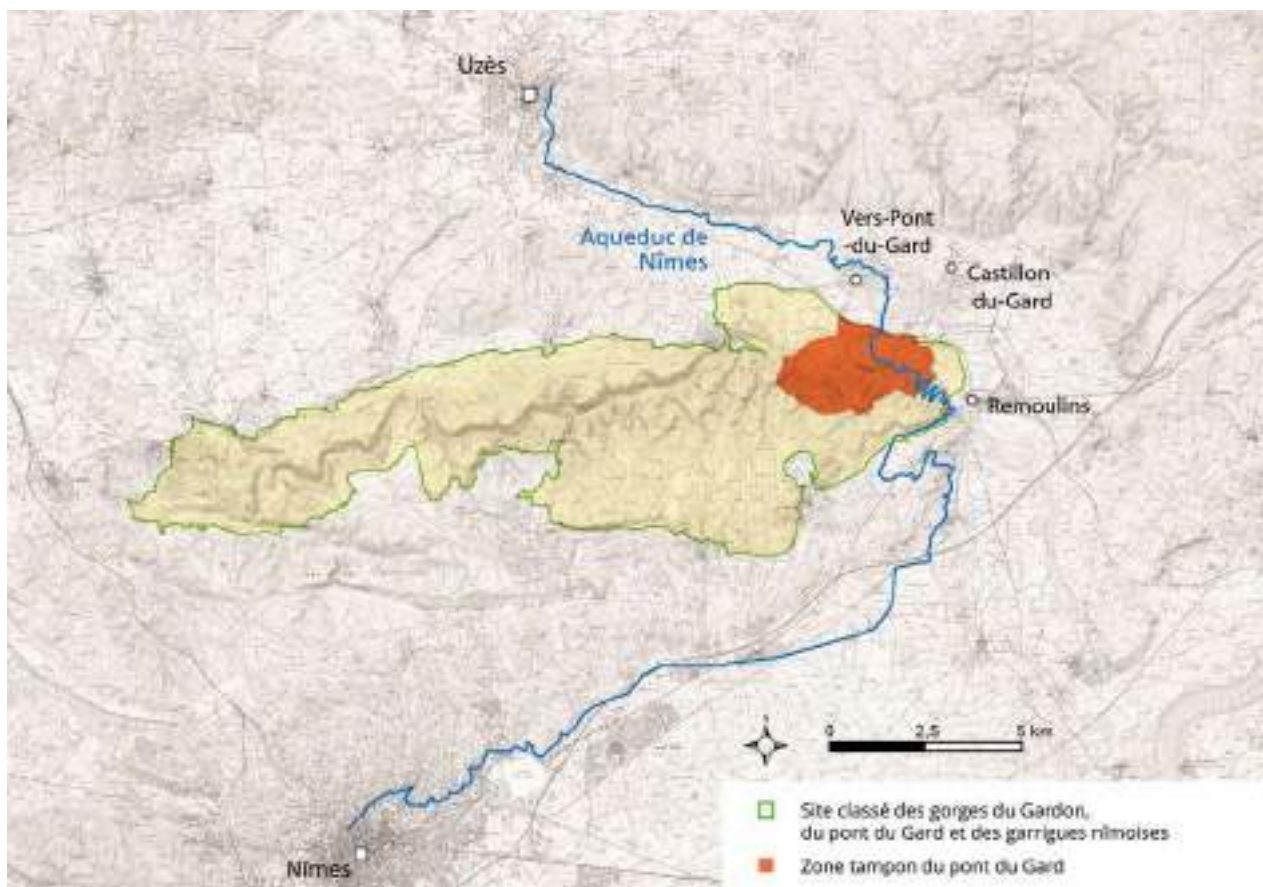 Uzès
Vers-Pont
-du-Gard
Aqueduc de
Nîmes
Castillon
du-Gard
Remoulins
0 2,5 5 km
Site classé des gorges du Gardon,
du pont du Gard et des garrigues nîmoises
Zone tampon du pont du Gard
Nîmes